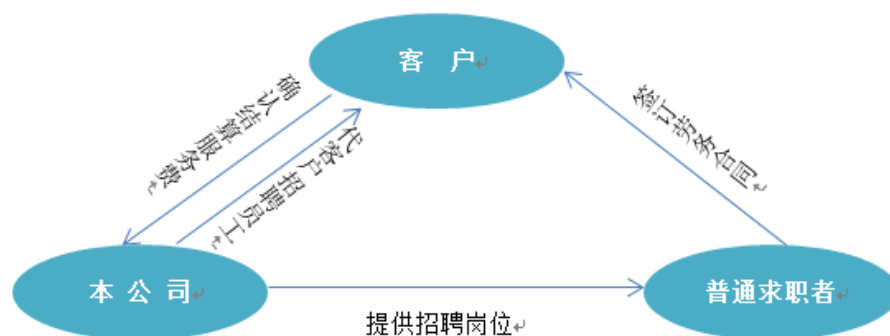 客 户
确认结算服务费
代客户招聘员工
签订劳务合同
本 公 司
普通求职者
提供招聘岗位